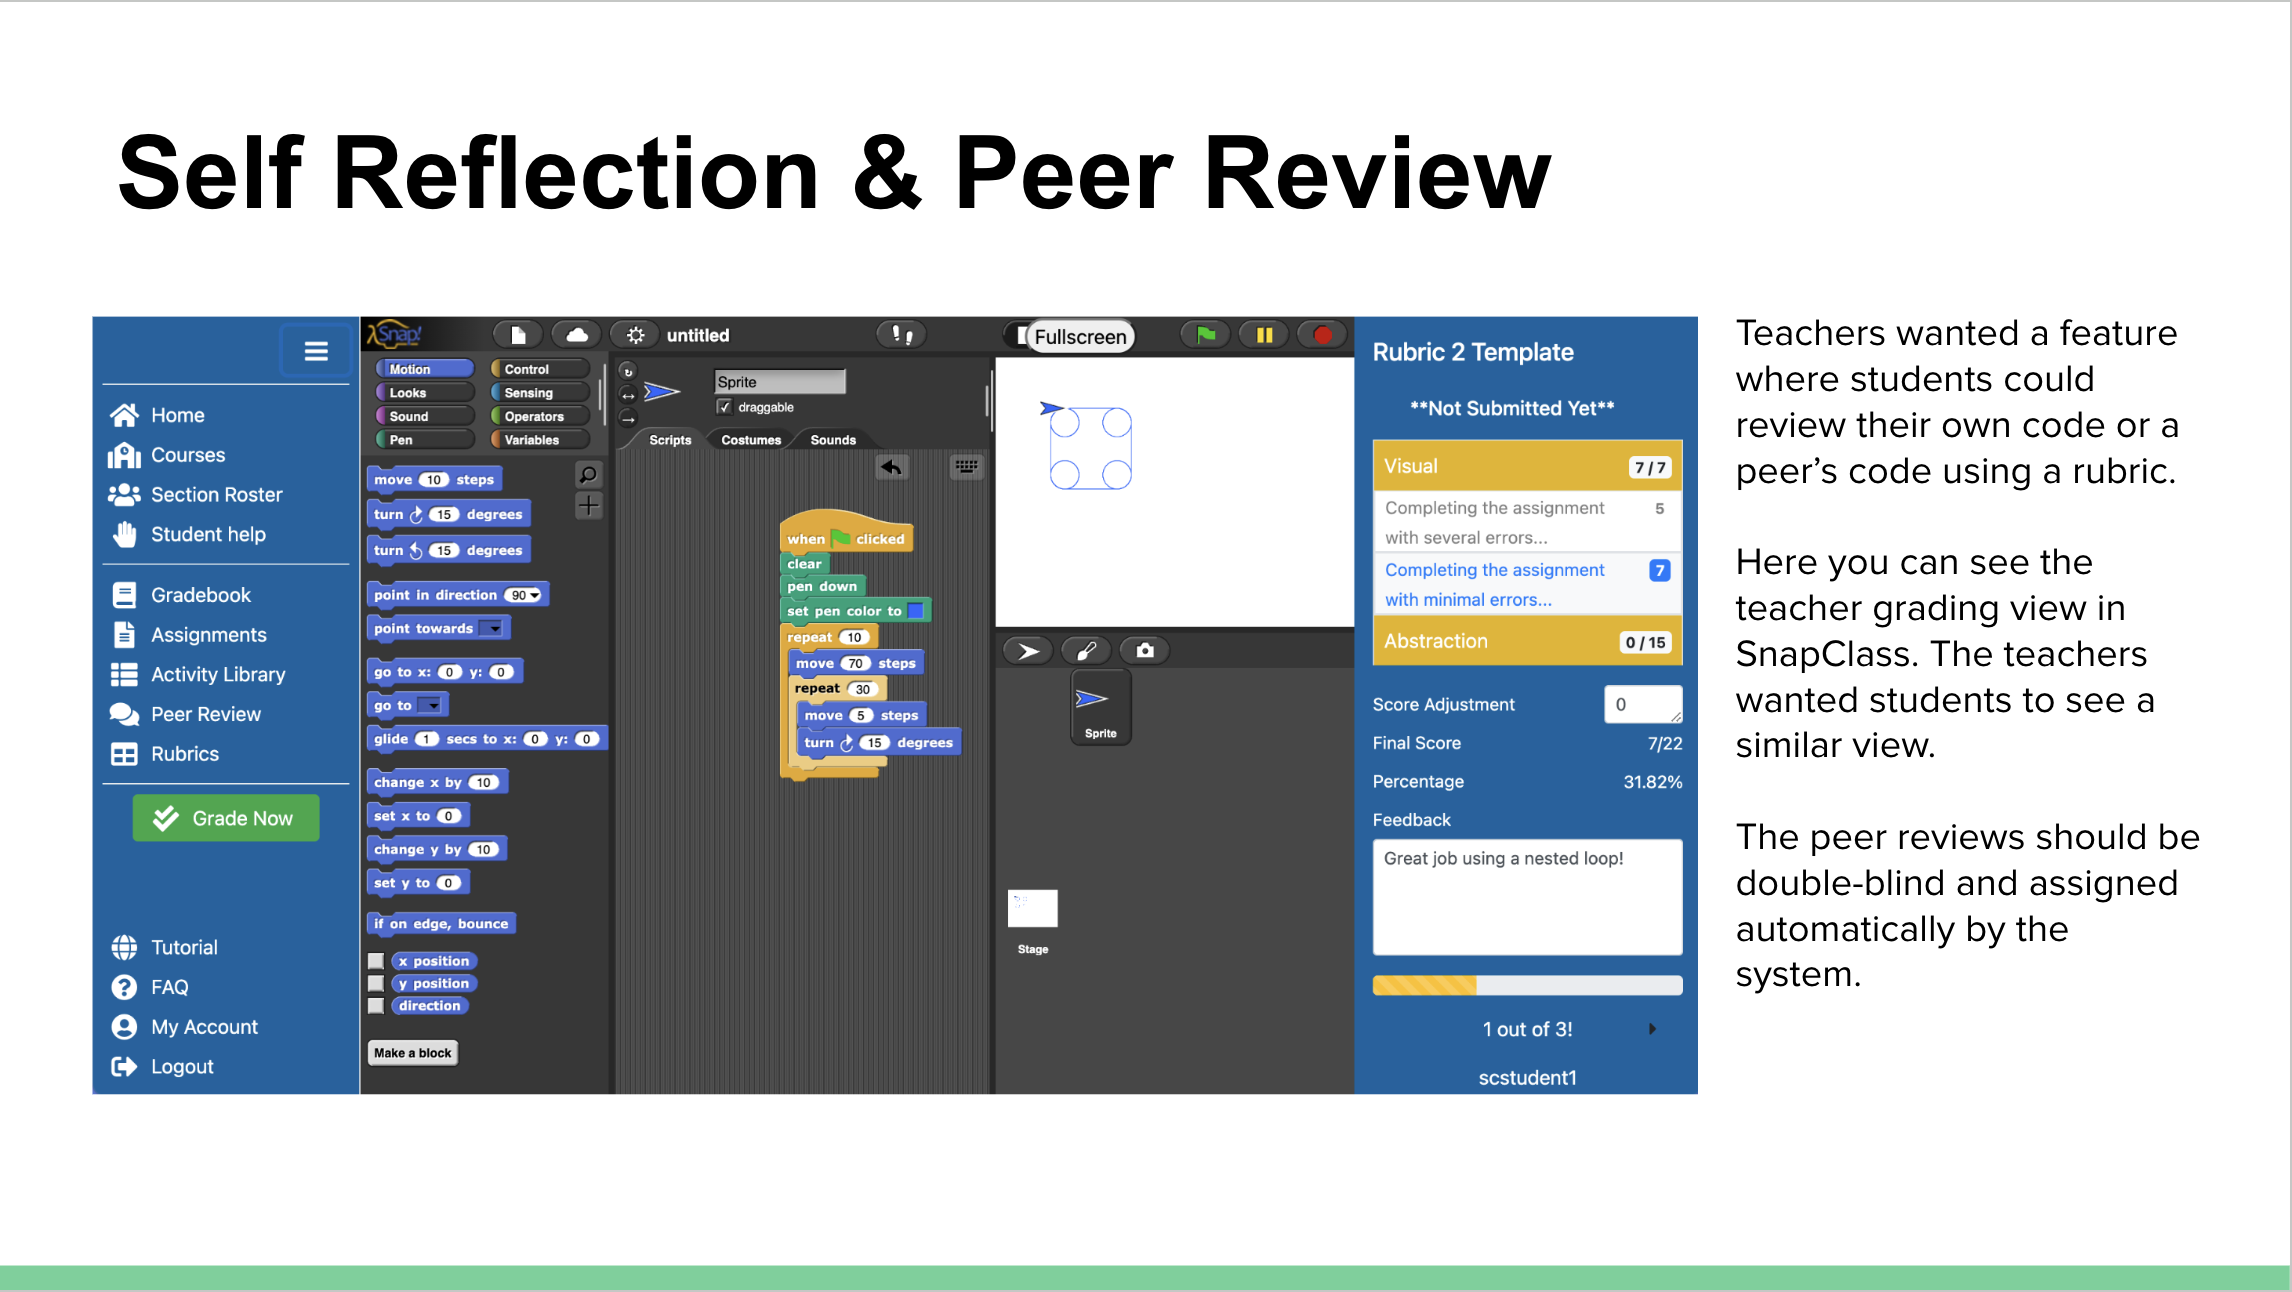 Self Reflection & Peer Review
Home
Courses
Section Roster
Student help
Gradebook
Assignments
Activity Library
Peer Review
Rubrics
Grade Now
Tutorial
FAQ
My Account
Logout
Snap!
untitled
Fullscreen
Motion Control
Looks Sensing
Sound Operators
Pen Variables
move 10 steps
turn 15 degrees
turn 15 degrees
point in direction 90
point towards
go to x: 0 y: 0
go to
glide 1 secs to x: 0 y: 0
change x by 10
set x to 0
change y by 10
set y to 0
if on edge, bounce
x position
y position
direction
Make a block
Sprite
draggable
Scripts Costumes Sounds
when clicked
clear
pen down
set pen color to
repeat 10
move 70 steps
repeat 30
move 5 steps
turn 15 degrees
Sprite
Stage
Rubric 2 Template
**Not Submitted Yet**
Visual 7 / 7
Completing the assignment 5
with several errors...
Completing the assignment 7
with minimal errors...
Abstraction 0 / 15
Score Adjustment 0
Final Score 7/22
Percentage 31.82%
Feedback
Great job using a nested loop!
1 out of 3!
scstudent1
Teachers wanted a feature
where students could
review their own code or a
peer’s code using a rubric.
Here you can see the
teacher grading view in
SnapClass. The teachers
wanted students to see a
similar view.
The peer reviews should be
double-blind and assigned
automatically by the
system.